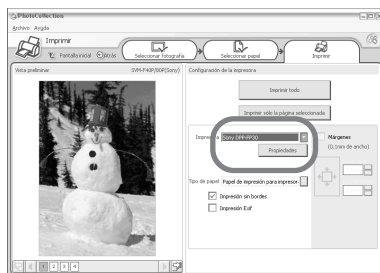 PhotoCollection
Archivo Ayuda
Imprimir
Pantalla inicial Atrás
Seleccionar fotografía
Seleccionar papel
Imprimir
Vista preliminar SVM-F40P/80P(Sony)
Configuración de la impresora
Imprimir todo
Imprimir sólo la página seleccionada
Impresora Sony DPP-FP30
Márgenes
(0,1mm de ancho)
Propiedades
Tipo de papel Papel de impresión para impresor
Impresión sin bordes
Impresión Exif
1 2 3 4